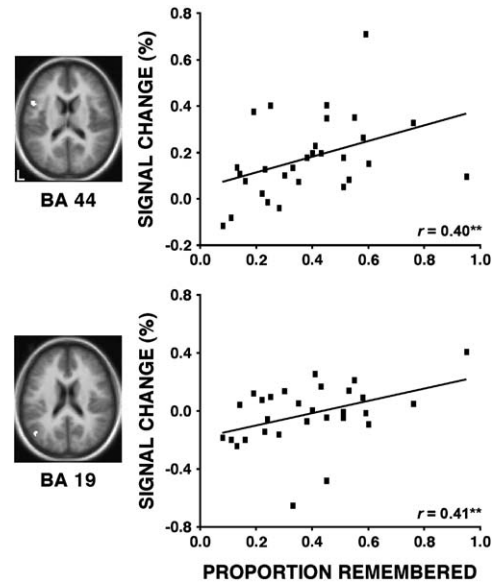 0.8
0.6
0.4
0.2
0.0
-0.2
SIGNAL CHANGE (%)
L
BA 44
r = 0.40**
0.0 0.2 0.4 0.6 0.8 1.0
0.8
0.4
0.0
-0.4
-0.8
SIGNAL CHANGE (%)
BA 19
r = 0.41**
0.0 0.2 0.4 0.6 0.8 1.0
PROPORTION REMEMBERED